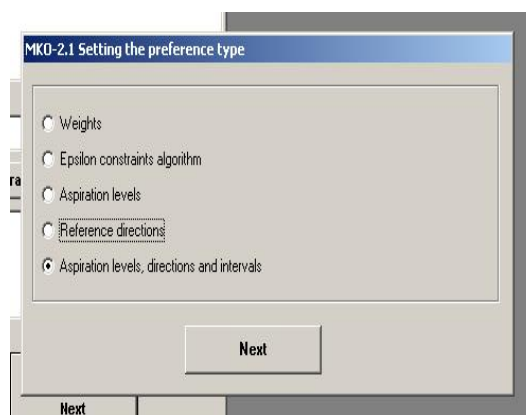 MKO-2.1 Setting the preference type
Weights
Epsilon constraints algorithm
Aspiration levels
ra
Reference directions
Aspiration levels, directions and intervals
Next
Next